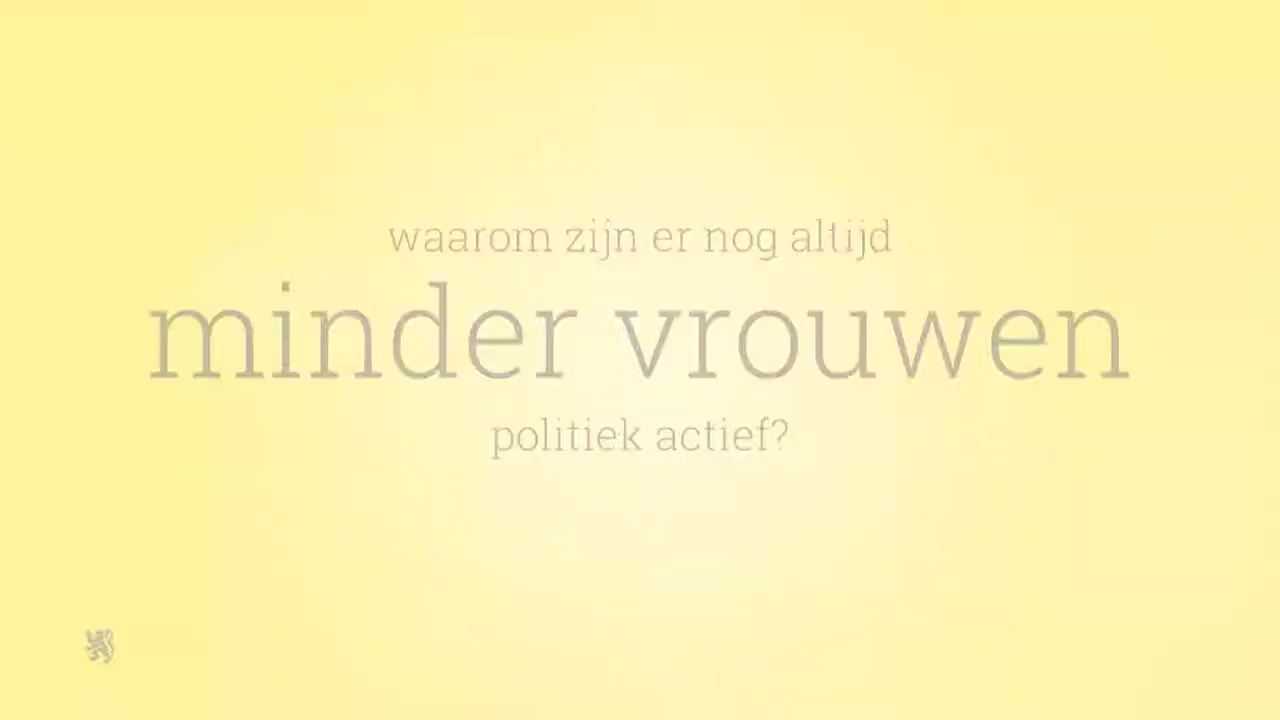 waarom zijn er nog altijd
minder vrouwen
politiek actief?